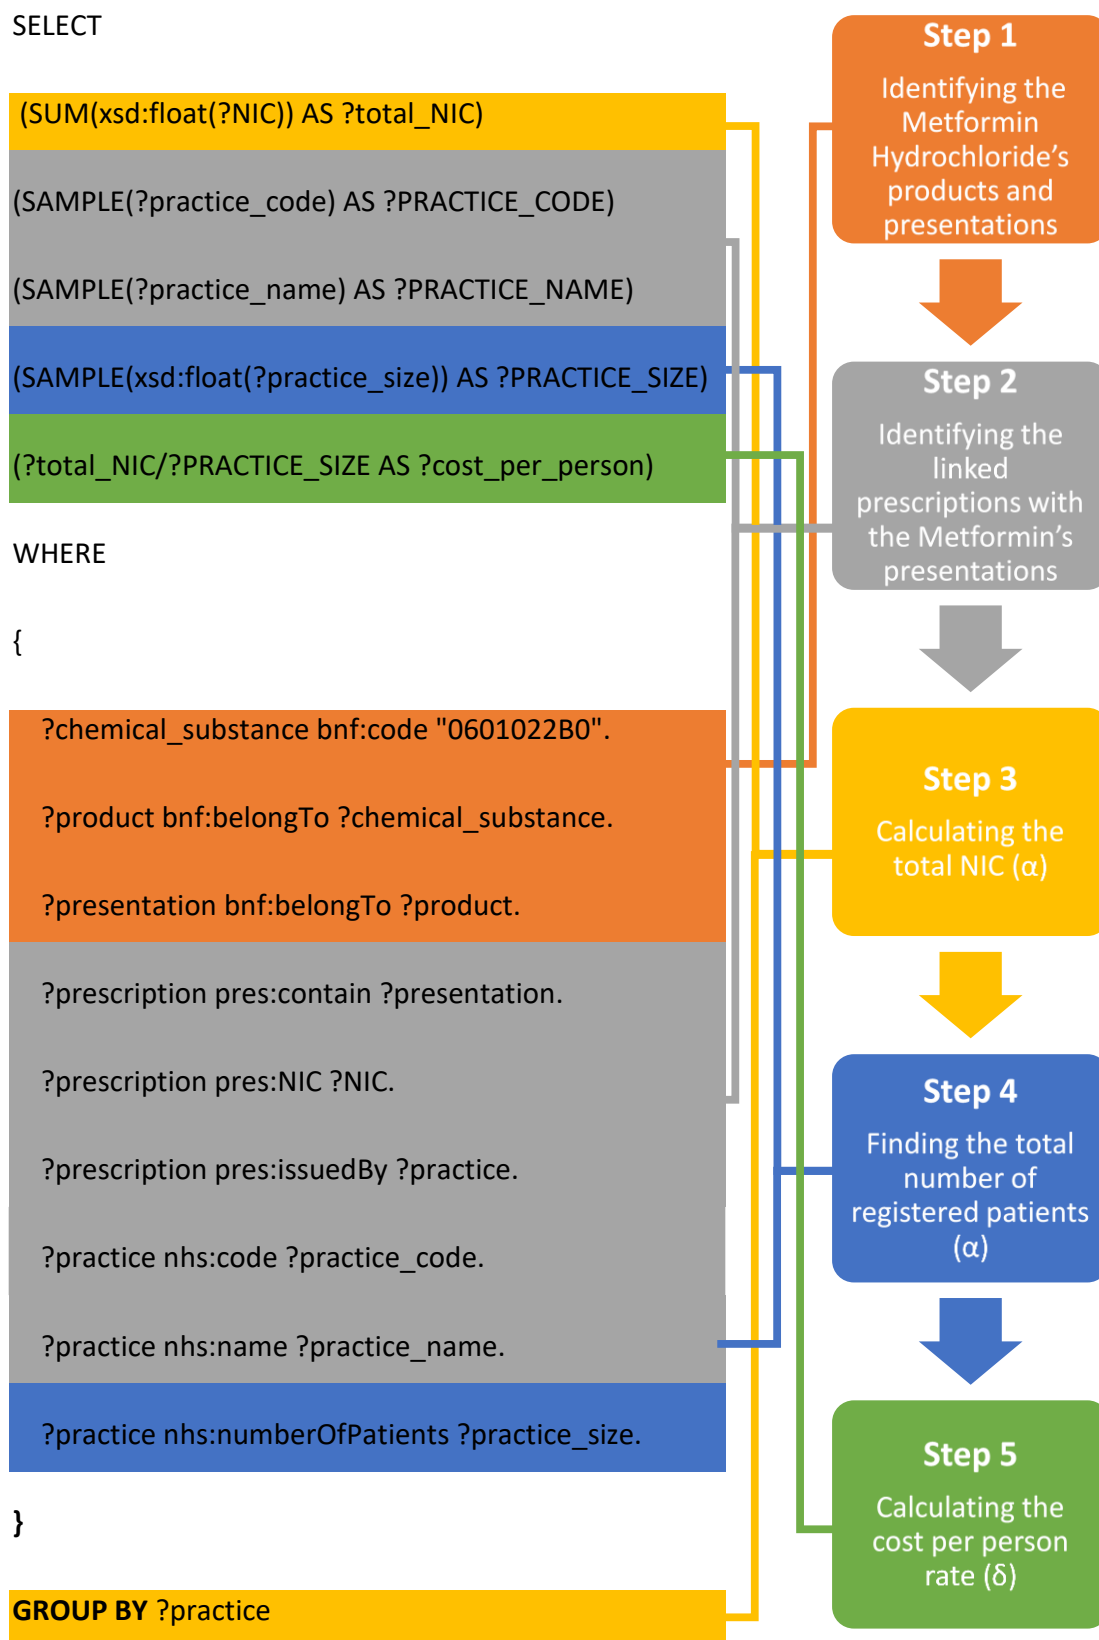 SELECT
(SUM(xsd:float(?NIC)) AS ?total_NIC)
(SAMPLE(?practice_code) AS ?PRACTICE_CODE)
(SAMPLE(?practice_name) AS ?PRACTICE_NAME)
(SAMPLE(xsd:float(?practice_size)) AS ?PRACTICE_SIZE)
(?total_NIC/?PRACTICE_SIZE AS ?cost_per_person)
WHERE
{
?chemical_substance bnf:code "0601022B0".
?product bnf:belongTo ?chemical_substance.
?presentation bnf:belongTo ?product.
?prescription pres:contain ?presentation.
?prescription pres:NIC ?NIC.
?prescription pres:issuedBy ?practice.
?practice nhs:code ?practice_code.
?practice nhs:name ?practice_name.
?practice nhs:numberOfPatients ?practice_size.
}
GROUP BY ?practice
Step 1
Identifying the
Metformin
Hydrochloride’s
products and
presentations
Step 2
Identifying the
linked
prescriptions with
the Metformin’s
presentations
Step 3
Calculating the
total NIC (α)
Step 4
Finding the total
number of
registered patients
(α)
Step 5
Calculating the
cost per person
rate (δ)